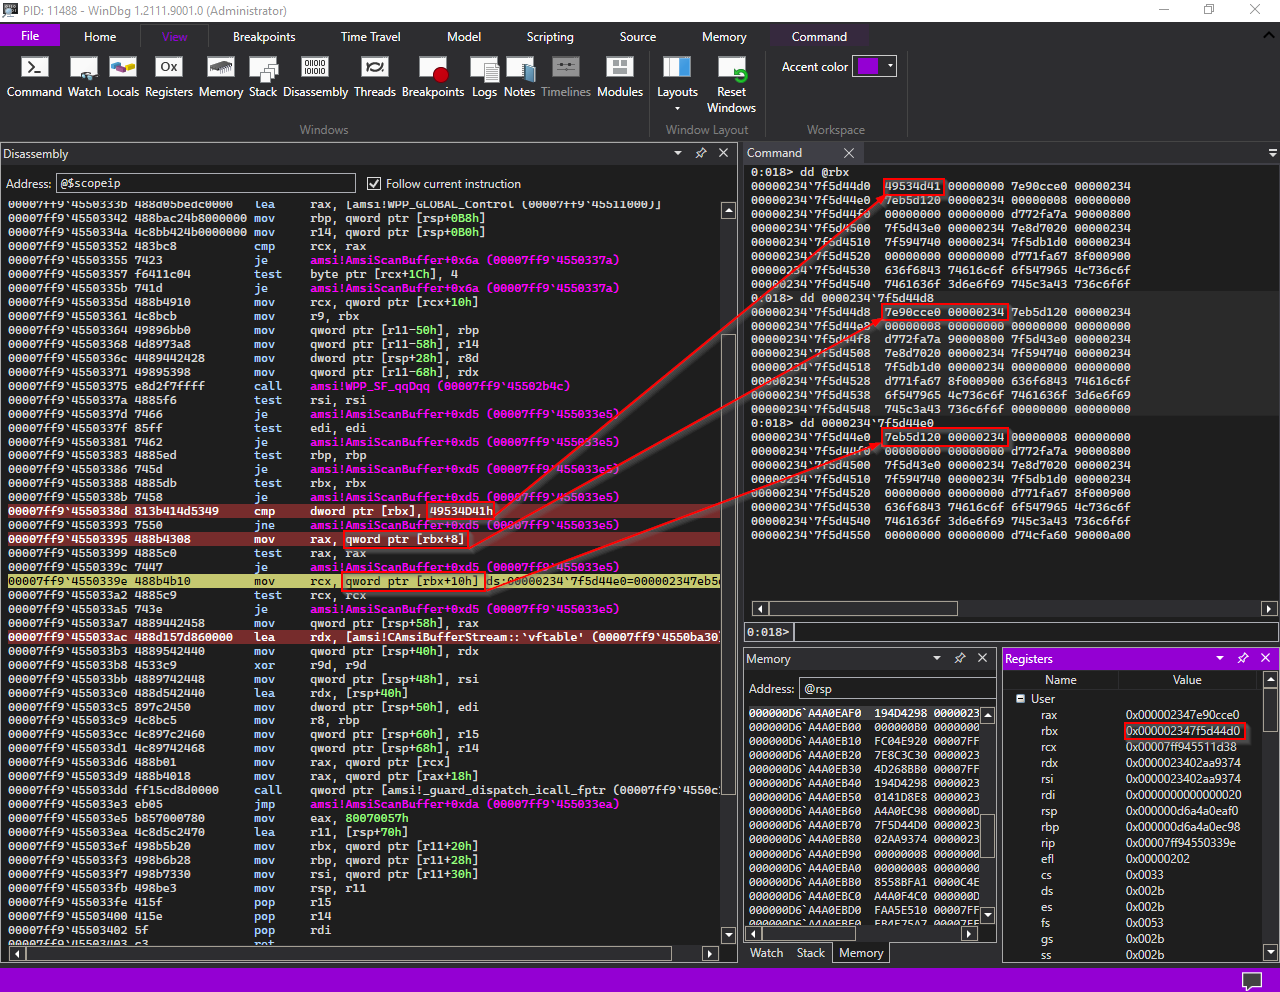 PID: 11488 - WinDbg 1.2111.9001.0 (Administrator)
File Home View Breakpoints Time Travel Model Scripting Source Memory Command
Command Watch Locals Registers Memory Stack Disassembly Threads Breakpoints Logs Notes Timelines Modules Layouts Reset Windows Accent color
Windows Window Layout Workspace
Disassembly
Address: @$scopeip Follow current instruction
00007ff9`4550333b 488d05bedc0000 lea rax, [amsi!WPP_GLOBAL_Control (00007ff9`45511000)]
00007ff9`45503342 488bac24b8000000 mov rbp, qword ptr [rsp+0B8h]
00007ff9`4550334a 4c8bb424b0000000 mov r14, qword ptr [rsp+0B0h]
00007ff9`45503352 483bc8 cmp rcx, rax
00007ff9`45503355 7423 je amsi!AmsiScanBuffer+0x6a (00007ff9`4550337a)
00007ff9`45503357 f6411c04 test byte ptr [rcx+1Ch], 4
00007ff9`4550335b 741d je amsi!AmsiScanBuffer+0x6a (00007ff9`4550337a)
00007ff9`4550335d 488b4910 mov rcx, qword ptr [rcx+10h]
00007ff9`45503361 4c8bcb mov r9, rbx
00007ff9`45503364 49896bb0 mov qword ptr [r11-50h], rbp
00007ff9`45503368 4d8973a8 mov qword ptr [r11-58h], r14
00007ff9`4550336c 4489442428 mov dword ptr [rsp+28h], r8d
00007ff9`45503371 49895398 mov qword ptr [r11-68h], rdx
00007ff9`45503375 e8d2f7ffff call amsi!WPP_SF_qqDqq (00007ff9`45502b4c)
00007ff9`4550337a 4885f6 test rsi, rsi
00007ff9`4550337d 7466 je amsi!AmsiScanBuffer+0xd5 (00007ff9`455033e5)
00007ff9`4550337f 85ff test edi, edi
00007ff9`45503381 7462 je amsi!AmsiScanBuffer+0xd5 (00007ff9`455033e5)
00007ff9`45503383 4885ed test rbp, rbp
00007ff9`45503386 745d je amsi!AmsiScanBuffer+0xd5 (00007ff9`455033e5)
00007ff9`45503388 4885db test rbx, rbx
00007ff9`4550338b 7458 je amsi!AmsiScanBuffer+0xd5 (00007ff9`455033e5)
00007ff9`4550338d 813b414d5349 cmp dword ptr [rbx], 49534D41h
00007ff9`45503393 7550 jne amsi!AmsiScanBuffer+0xd5 (00007ff9`455033e5)
00007ff9`45503395 488b4308 mov rax, qword ptr [rbx+8]
00007ff9`45503399 4885c0 test rax, rax
00007ff9`4550339c 7447 je amsi!AmsiScanBuffer+0xd5 (00007ff9`455033e5)
00007ff9`4550339e 488b4b10 mov rcx, qword ptr [rbx+10h] ds:00000234`7f5d44e0=000002347eb5d
00007ff9`455033a2 4885c9 test rcx, rcx
00007ff9`455033a5 743e je amsi!AmsiScanBuffer+0xd5 (00007ff9`455033e5)
00007ff9`455033a7 4889442458 mov qword ptr [rsp+58h], rax
00007ff9`455033ac 488d157d860000 lea rdx, [amsi!CAmsiBufferStream::`vftable' (00007ff9`4550ba30)
00007ff9`455033b3 4889542440 mov qword ptr [rsp+40h], rdx
00007ff9`455033b8 4533c9 xor r9d, r9d
00007ff9`455033bb 4889742448 mov qword ptr [rsp+48h], rsi
00007ff9`455033c0 488d542440 lea rdx, [rsp+40h]
00007ff9`455033c5 897c2450 mov dword ptr [rsp+50h], edi
00007ff9`455033c9 4c8bc5 mov r8, rbp
00007ff9`455033cc 4c897c2460 mov qword ptr [rsp+60h], r15
00007ff9`455033d1 4c89742468 mov qword ptr [rsp+68h], r14
00007ff9`455033d6 488b01 mov rax, qword ptr [rcx]
00007ff9`455033d9 488b4018 mov rax, qword ptr [rax+18h]
00007ff9`455033dd ff15cd8d0000 call qword ptr [amsi!_guard_dispatch_icall_fptr (00007ff9`4550c
00007ff9`455033e3 eb05 jmp amsi!AmsiScanBuffer+0xda (00007ff9`455033ea)
00007ff9`455033e5 b857000780 mov eax, 80070057h
00007ff9`455033ea 4c8d5c2470 lea r11, [rsp+70h]
00007ff9`455033ef 498b5b20 mov rbx, qword ptr [r11+20h]
00007ff9`455033f3 498b6b28 mov rbp, qword ptr [r11+28h]
00007ff9`455033f7 498b7330 mov rsi, qword ptr [r11+30h]
00007ff9`455033fb 498be3 mov rsp, r11
00007ff9`455033fe 415f pop r15
00007ff9`45503400 415e pop r14
00007ff9`45503402 5f pop rdi
00007ff9`45503403 c3 ret
Command
0:018> dd @rbx
00000234`7f5d44d0 49534d41 00000000 7e90cce0 00000234
00000234`7f5d44e0 7eb5d120 00000234 00000008 00000000
00000234`7f5d44f0 00000000 00000000 d772fa7a 90000800
00000234`7f5d4500 7f5d43e0 00000234 7e8d7020 00000234
00000234`7f5d4510 7f594740 00000234 7f5db1d0 00000234
00000234`7f5d4520 00000000 00000000 d771fa67 8f000900
00000234`7f5d4530 636f6843 74616c6f 6f547965 4c736c6f
00000234`7f5d4540 7461636f 3d6e6f69 745c3a43 736c6f6f
0:018> dd 0000234`7f5d44d8
00000234`7f5d44d8 7e90cce0 00000234 7eb5d120 00000234
00000234`7f5d44e8 00000008 00000000 00000000 00000000
00000234`7f5d44f8 d772fa7a 90000800 7f5d43e0 00000234
00000234`7f5d4508 7e8d7020 00000234 7f594740 00000234
00000234`7f5d4518 7f5db1d0 00000234 00000000 00000000
00000234`7f5d4528 d771fa67 8f000900 636f6843 74616c6f
00000234`7f5d4538 6f547965 4c736c6f 7461636f 3d6e6f69
00000234`7f5d4548 745c3a43 736c6f6f 00000000 00000000
0:018> dd 0000234`7f5d44e0
00000234`7f5d44e0 7eb5d120 00000234 00000008 00000000
00000234`7f5d44f0 00000000 00000000 d772fa7a 90000800
00000234`7f5d4500 7f5d43e0 00000234 7e8d7020 00000234
00000234`7f5d4510 7f594740 00000234 7f5db1d0 00000234
00000234`7f5d4520 00000000 00000000 d771fa67 8f000900
00000234`7f5d4530 636f6843 74616c6f 6f547965 4c736c6f
00000234`7f5d4540 7461636f 3d6e6f69 745c3a43 736c6f6f
00000234`7f5d4550 00000000 00000000 d74cfa60 90000a00
0:018>
Memory
Address: @rsp
000000D6`A4A0EAF0 194D4298 0000023
000000D6`A4A0EB00 000000B0 0000000
000000D6`A4A0EB10 FC04E920 00007FF
000000D6`A4A0EB20 7E8C3C30 0000023
000000D6`A4A0EB30 4D268BB0 00007FF
000000D6`A4A0EB40 194D4298 0000023
000000D6`A4A0EB50 0141D8E8 0000023
000000D6`A4A0EB60 A4A0EC98 000000D
000000D6`A4A0EB70 7F5D44D0 0000023
000000D6`A4A0EB80 02AA9374 0000023
000000D6`A4A0EB90 00000008 0000000
000000D6`A4A0EBA0 00000008 0000000
000000D6`A4A0EBB0 8558BFA1 0000C4E
000000D6`A4A0EBC0 A4A0F4C0 000000D
000000D6`A4A0EBD0 FAA5E510 00007FF
Watch Stack Memory
Registers
Name Value
User
rax 0x000002347e90cce0
rbx 0x000002347f5d44d0
rcx 0x00007ff945511d38
rdx 0x0000023402aa9374
rsi 0x0000023402aa9374
rdi 0x0000000000000020
rsp 0x000000d6a4a0eaf0
rbp 0x000000d6a4a0ec98
rip 0x00007ff94550339e
efl 0x00000202
cs 0x0033
ds 0x002b
es 0x002b
fs 0x0053
gs 0x002b
ss 0x002b